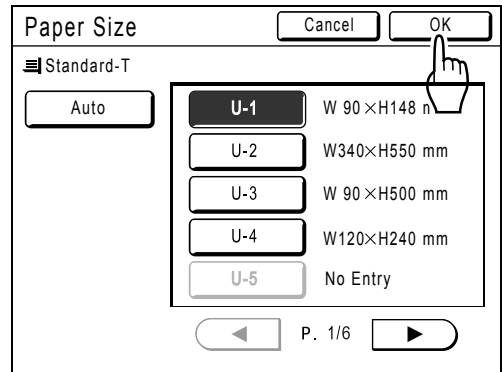 Paper Size Cancel OK
Standard-T
Auto
U-1 W 90×H148
U-2 W340×H550 mm
U-3 W 90×H500 mm
U-4 W120×H240 mm
U-5 No Entry
P. 1/6